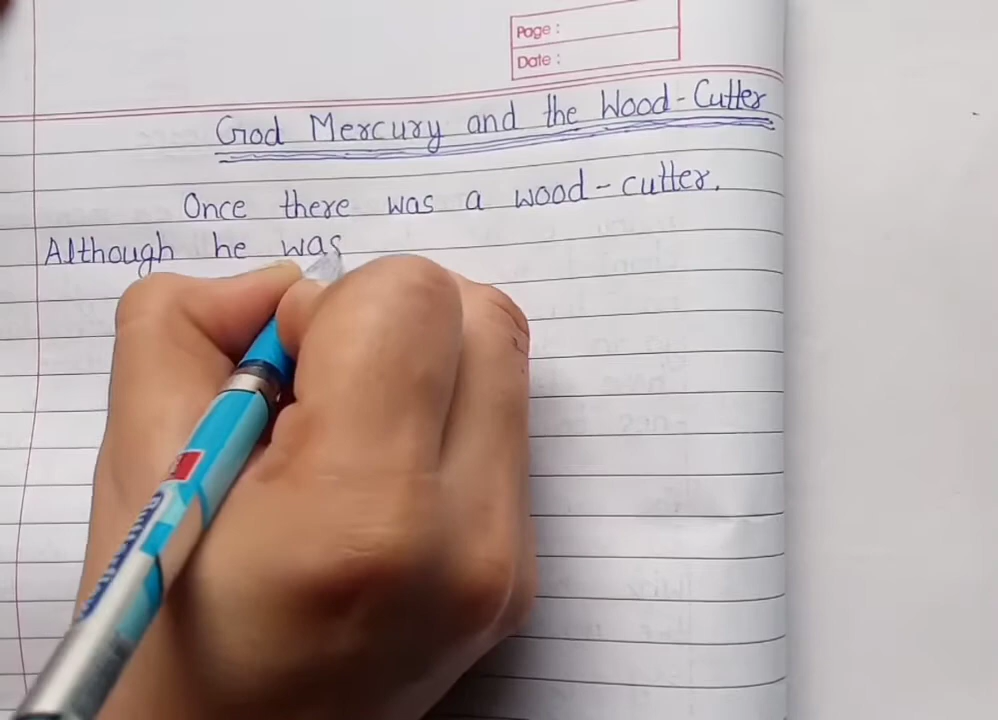 Page :
Date :
God Mercury and the Wood-Cutter
Once there was a wood-cutter.
Although he was